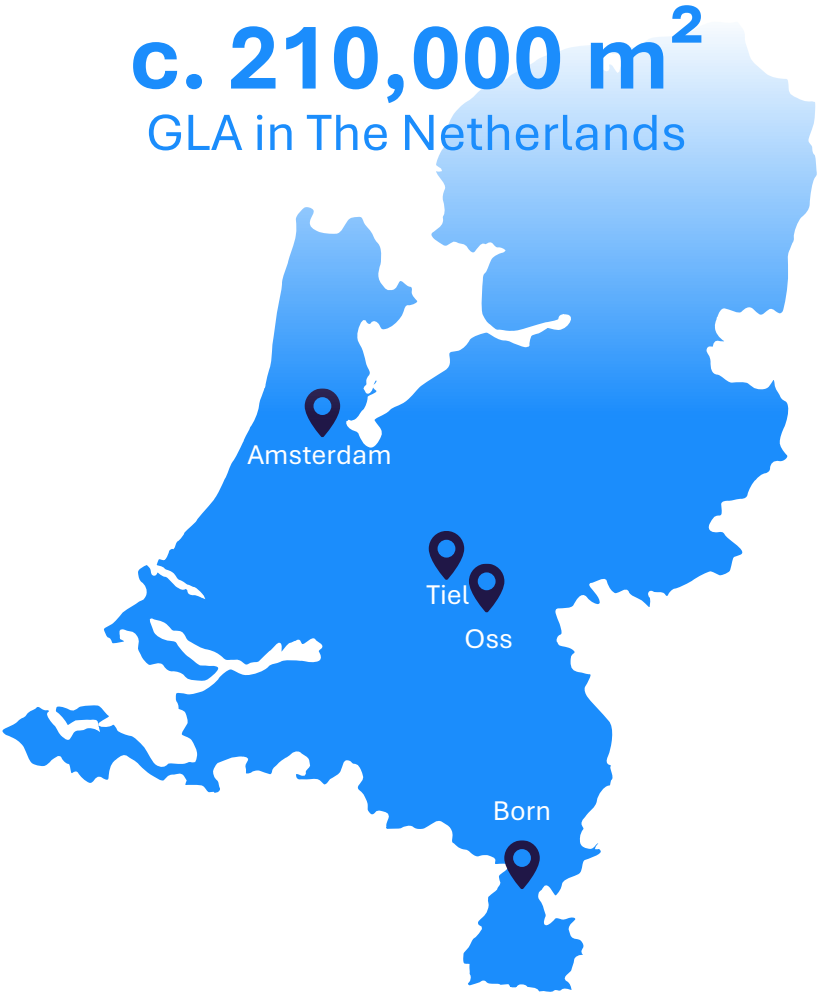 c. 210,000 m²
GLA in The Netherlands
Amsterdam
Tiel
Oss
Born